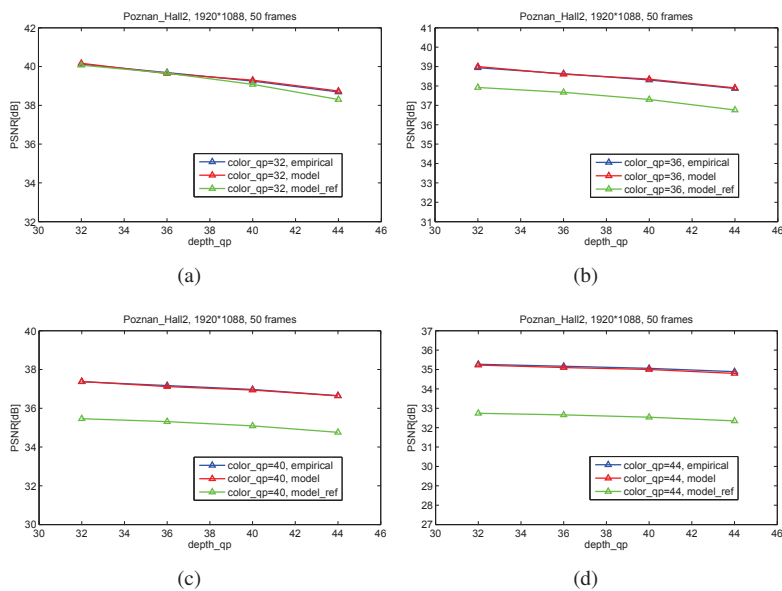 Poznan_Hall2, 1920*1088, 50 frames
PSNR[dB]
42
40
38
36
34
32
color_qp=32, empirical
color_qp=32, model
color_qp=32, model_ref
30 32 34 36 38 40 42 44 46
depth_qp
(a)
Poznan_Hall2, 1920*1088, 50 frames
PSNR[dB]
41
40
39
38
37
36
35
34
33
32
31
color_qp=36, empirical
color_qp=36, model
color_qp=36, model_ref
30 32 34 36 38 40 42 44 46
depth_qp
(b)
Poznan_Hall2, 1920*1088, 50 frames
PSNR[dB]
40
38
36
34
32
30
color_qp=40, empirical
color_qp=40, model
color_qp=40, model_ref
30 32 34 36 38 40 42 44 46
depth_qp
(c)
Poznan_Hall2, 1920*1088, 50 frames
PSNR[dB]
37
36
35
34
33
32
31
30
29
28
27
color_qp=44, empirical
color_qp=44, model
color_qp=44, model_ref
30 32 34 36 38 40 42 44 46
depth_qp
(d)